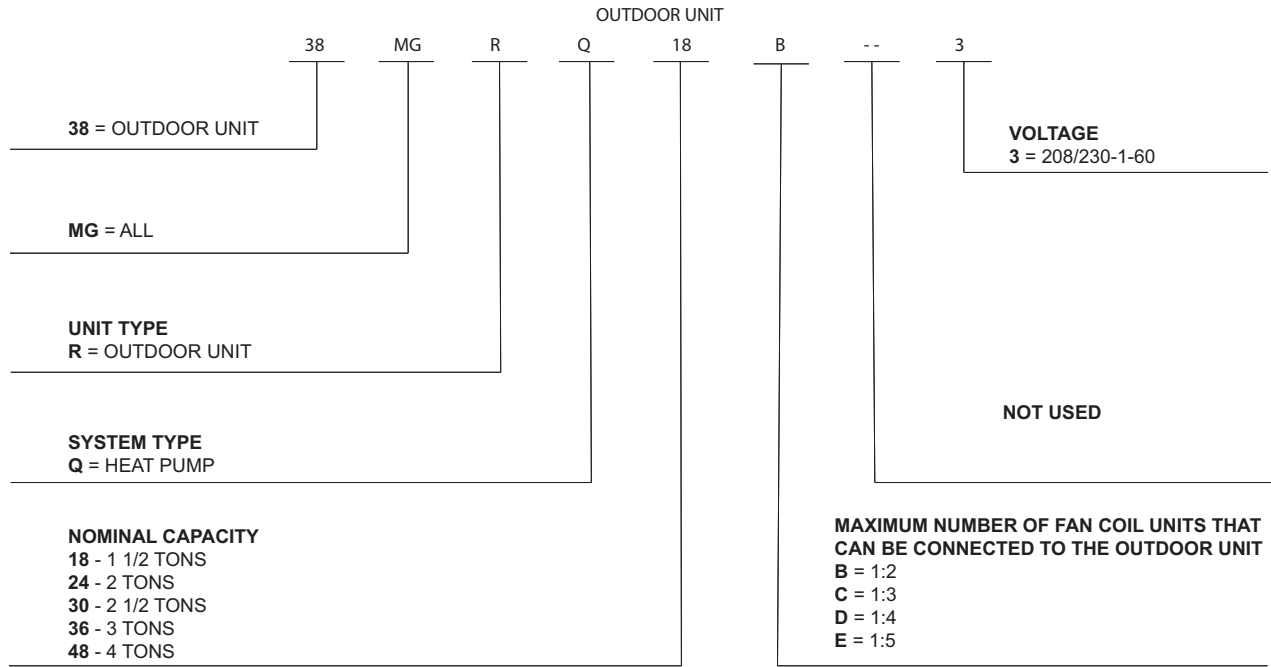 OUTDOOR UNIT
38 MG R Q 18 B - - 3
38 = OUTDOOR UNIT
VOLTAGE
3 = 208/230-1-60
MG = ALL
UNIT TYPE
R = OUTDOOR UNIT
NOT USED
SYSTEM TYPE
Q = HEAT PUMP
NOMINAL CAPACITY
18 - 1 1/2 TONS
24 - 2 TONS
30 - 2 1/2 TONS
36 - 3 TONS
48 - 4 TONS
MAXIMUM NUMBER OF FAN COIL UNITS THAT
CAN BE CONNECTED TO THE OUTDOOR UNIT
B = 1:2
C = 1:3
D = 1:4
E = 1:5